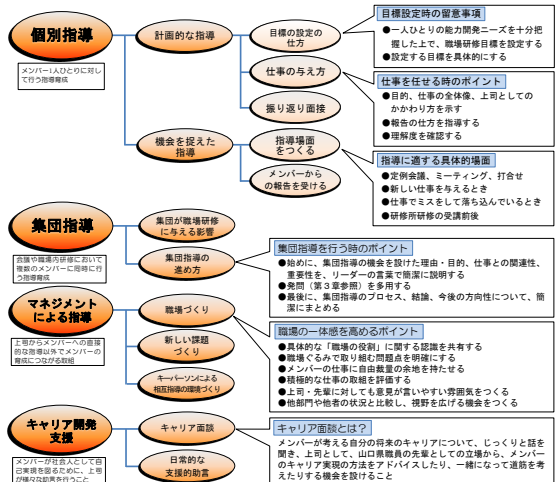 個別指導
メンバー1人ひとりに対し
て行う指導育成
計画的な指導
目標の設定の
仕方
仕事の与え方
振り返り面接
機会を捉えた
指導
指導場面
をつくる
メンバーから
の報告を受ける
目標設定時の留意事項
●一人ひとりの能力開発ニーズを十分把
握した上で、職場研修目標を設定する
●設定する目標を具体的にする
仕事を任せる時のポイント
●目的、仕事の全体像、上司としての
かかわり方を示す
●報告の仕方を指導する
●理解度を確認する
指導に適する具体的場面
●定例会議、ミーティング、打合せ
●新しい仕事を与えるとき
●仕事でミスをして落ち込んでいるとき
●研修所研修の受講前後
集団指導
会議や職場内研修において
複数のメンバーに同時に行
う指導育成
集団が職場研修
に与える影響
集団指導の
進め方
集団指導を行う時のポイント
●始めに、集団指導の機会を設けた理由・目的、仕事との関連性、
重要性を、リーダーの言葉で簡潔に説明する
●発問（第３章参照）を多用する
●最後に、集団指導のプロセス、結論、今後の方向性について、簡
潔にまとめる
マネジメント
による指導
上司からメンバーへの直接
的な指導以外でメンバーの
育成につながる取組
職場づくり
新しい課題
づくり
キーパーソンによる
相互指導の環境づくり
職場の一体感を高めるポイント
●具体的な「職場の役割」に関する認識を共有する
●職場ぐるみで取り組む問題点を明確にする
●メンバーの仕事に自由裁量の余地を持たせる
●積極的な仕事の取組を評価する
●上司・先輩に対しても意見が言いやすい雰囲気をつくる
●他部門や他者の状況と比較し、視野を広げる機会をつくる
キャリア開発
支援
メンバーが社会人として自
己実現を図るために、上司
が様々な助言を行うこと
キャリア面談
日常的な
支援的助言
キャリア面談とは？
メンバーが考える自分の将来のキャリアについて、じっくりと話を
聞き、上司として、山口県職員の先輩としての立場から、メンバー
のキャリア実現の方法をアドバイスしたり、一緒になって道筋を考
えたりする機会を設けること